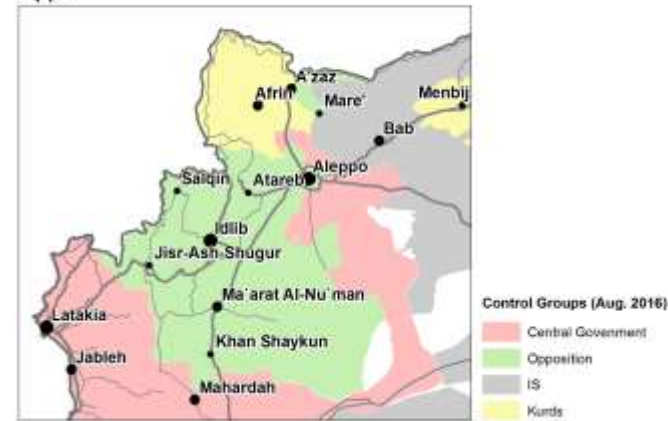 A'zaz
Afrin
Mare'
Menbij
Bab
Aleppo
Salqin
Atareb
Idlib
Jisr-Ash-Shugur
Ma'arat Al-Nu'man
Latakia
Khan Shaykun
Jableh
Mahardah
Control Groups (Aug. 2016)
Central Govenment
Opposition
IS
Kurds